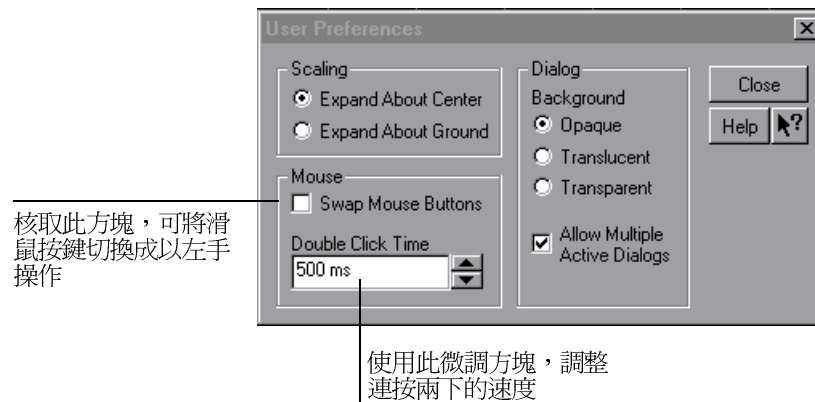 User Preferences
Scaling
Expand About Center
Expand About Ground
Mouse
Swap Mouse Buttons
Double Click Time
500 ms
Dialog
Background
Opaque
Translucent
Transparent
Allow Multiple
Active Dialogs
Close
Help
?
核取此方塊，可將滑
鼠按鍵切換成以左手
操作
使用此微調方塊，調整
連按兩下的速度